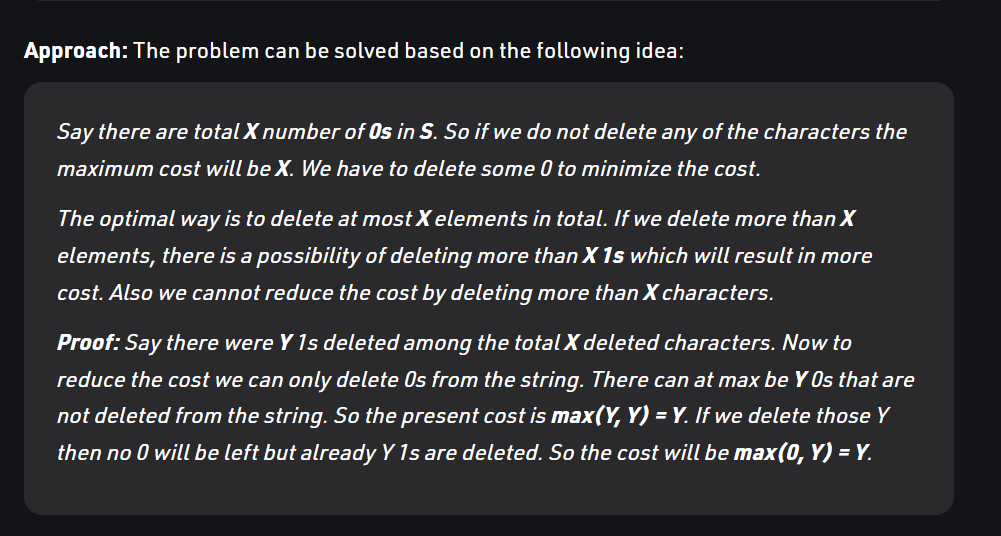 Approach: The problem can be solved based on the following idea:
Say there are total X number of 0s in S. So if we do not delete any of the characters the
maximum cost will be X. We have to delete some 0 to minimize the cost.
The optimal way is to delete at most X elements in total. If we delete more than X
elements, there is a possibility of deleting more than X 1s which will result in more
cost. Also we cannot reduce the cost by deleting more than X characters.
Proof: Say there were Y 1s deleted among the total X deleted characters. Now to
reduce the cost we can only delete 0s from the string. There can at max be Y 0s that are
not deleted from the string. So the present cost is max(Y, Y) = Y. If we delete those Y
then no 0 will be left but already Y 1s are deleted. So the cost will be max(0, Y) = Y.